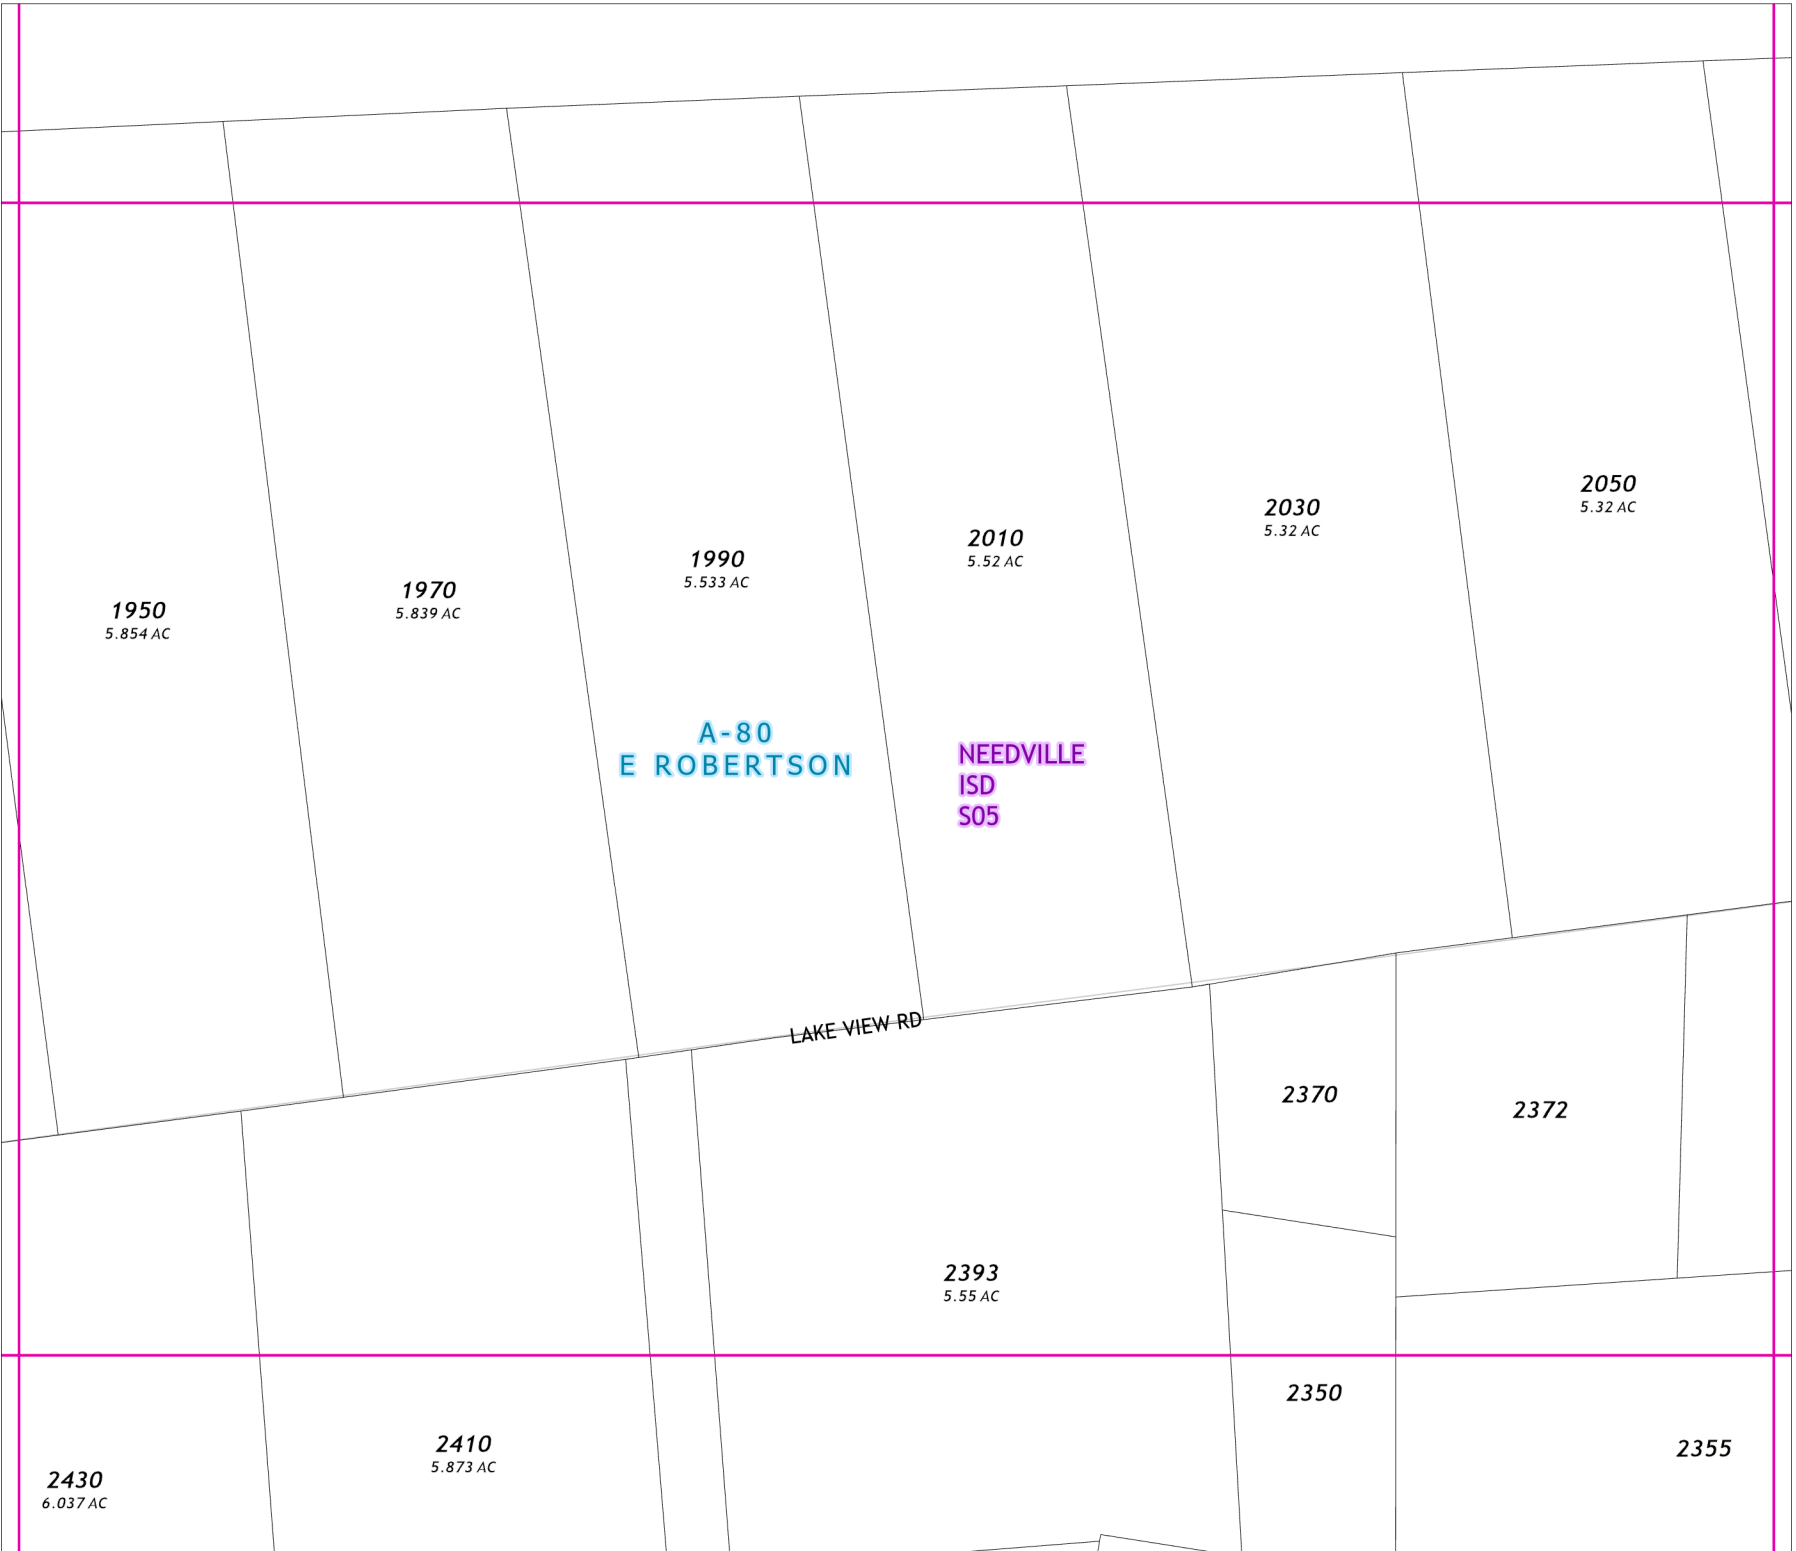 2050
5.32 AC
2030
5.32 AC
2010
5.52 AC
1990
5.533 AC
1970
5.839 AC
1950
5.854 AC
A-80
E ROBERTSON
NEEDVILLE
ISD
S05
LAKE VIEW RD
2370
2372
2393
5.55 AC
2350
2410
5.873 AC
2355
2430
6.037 AC